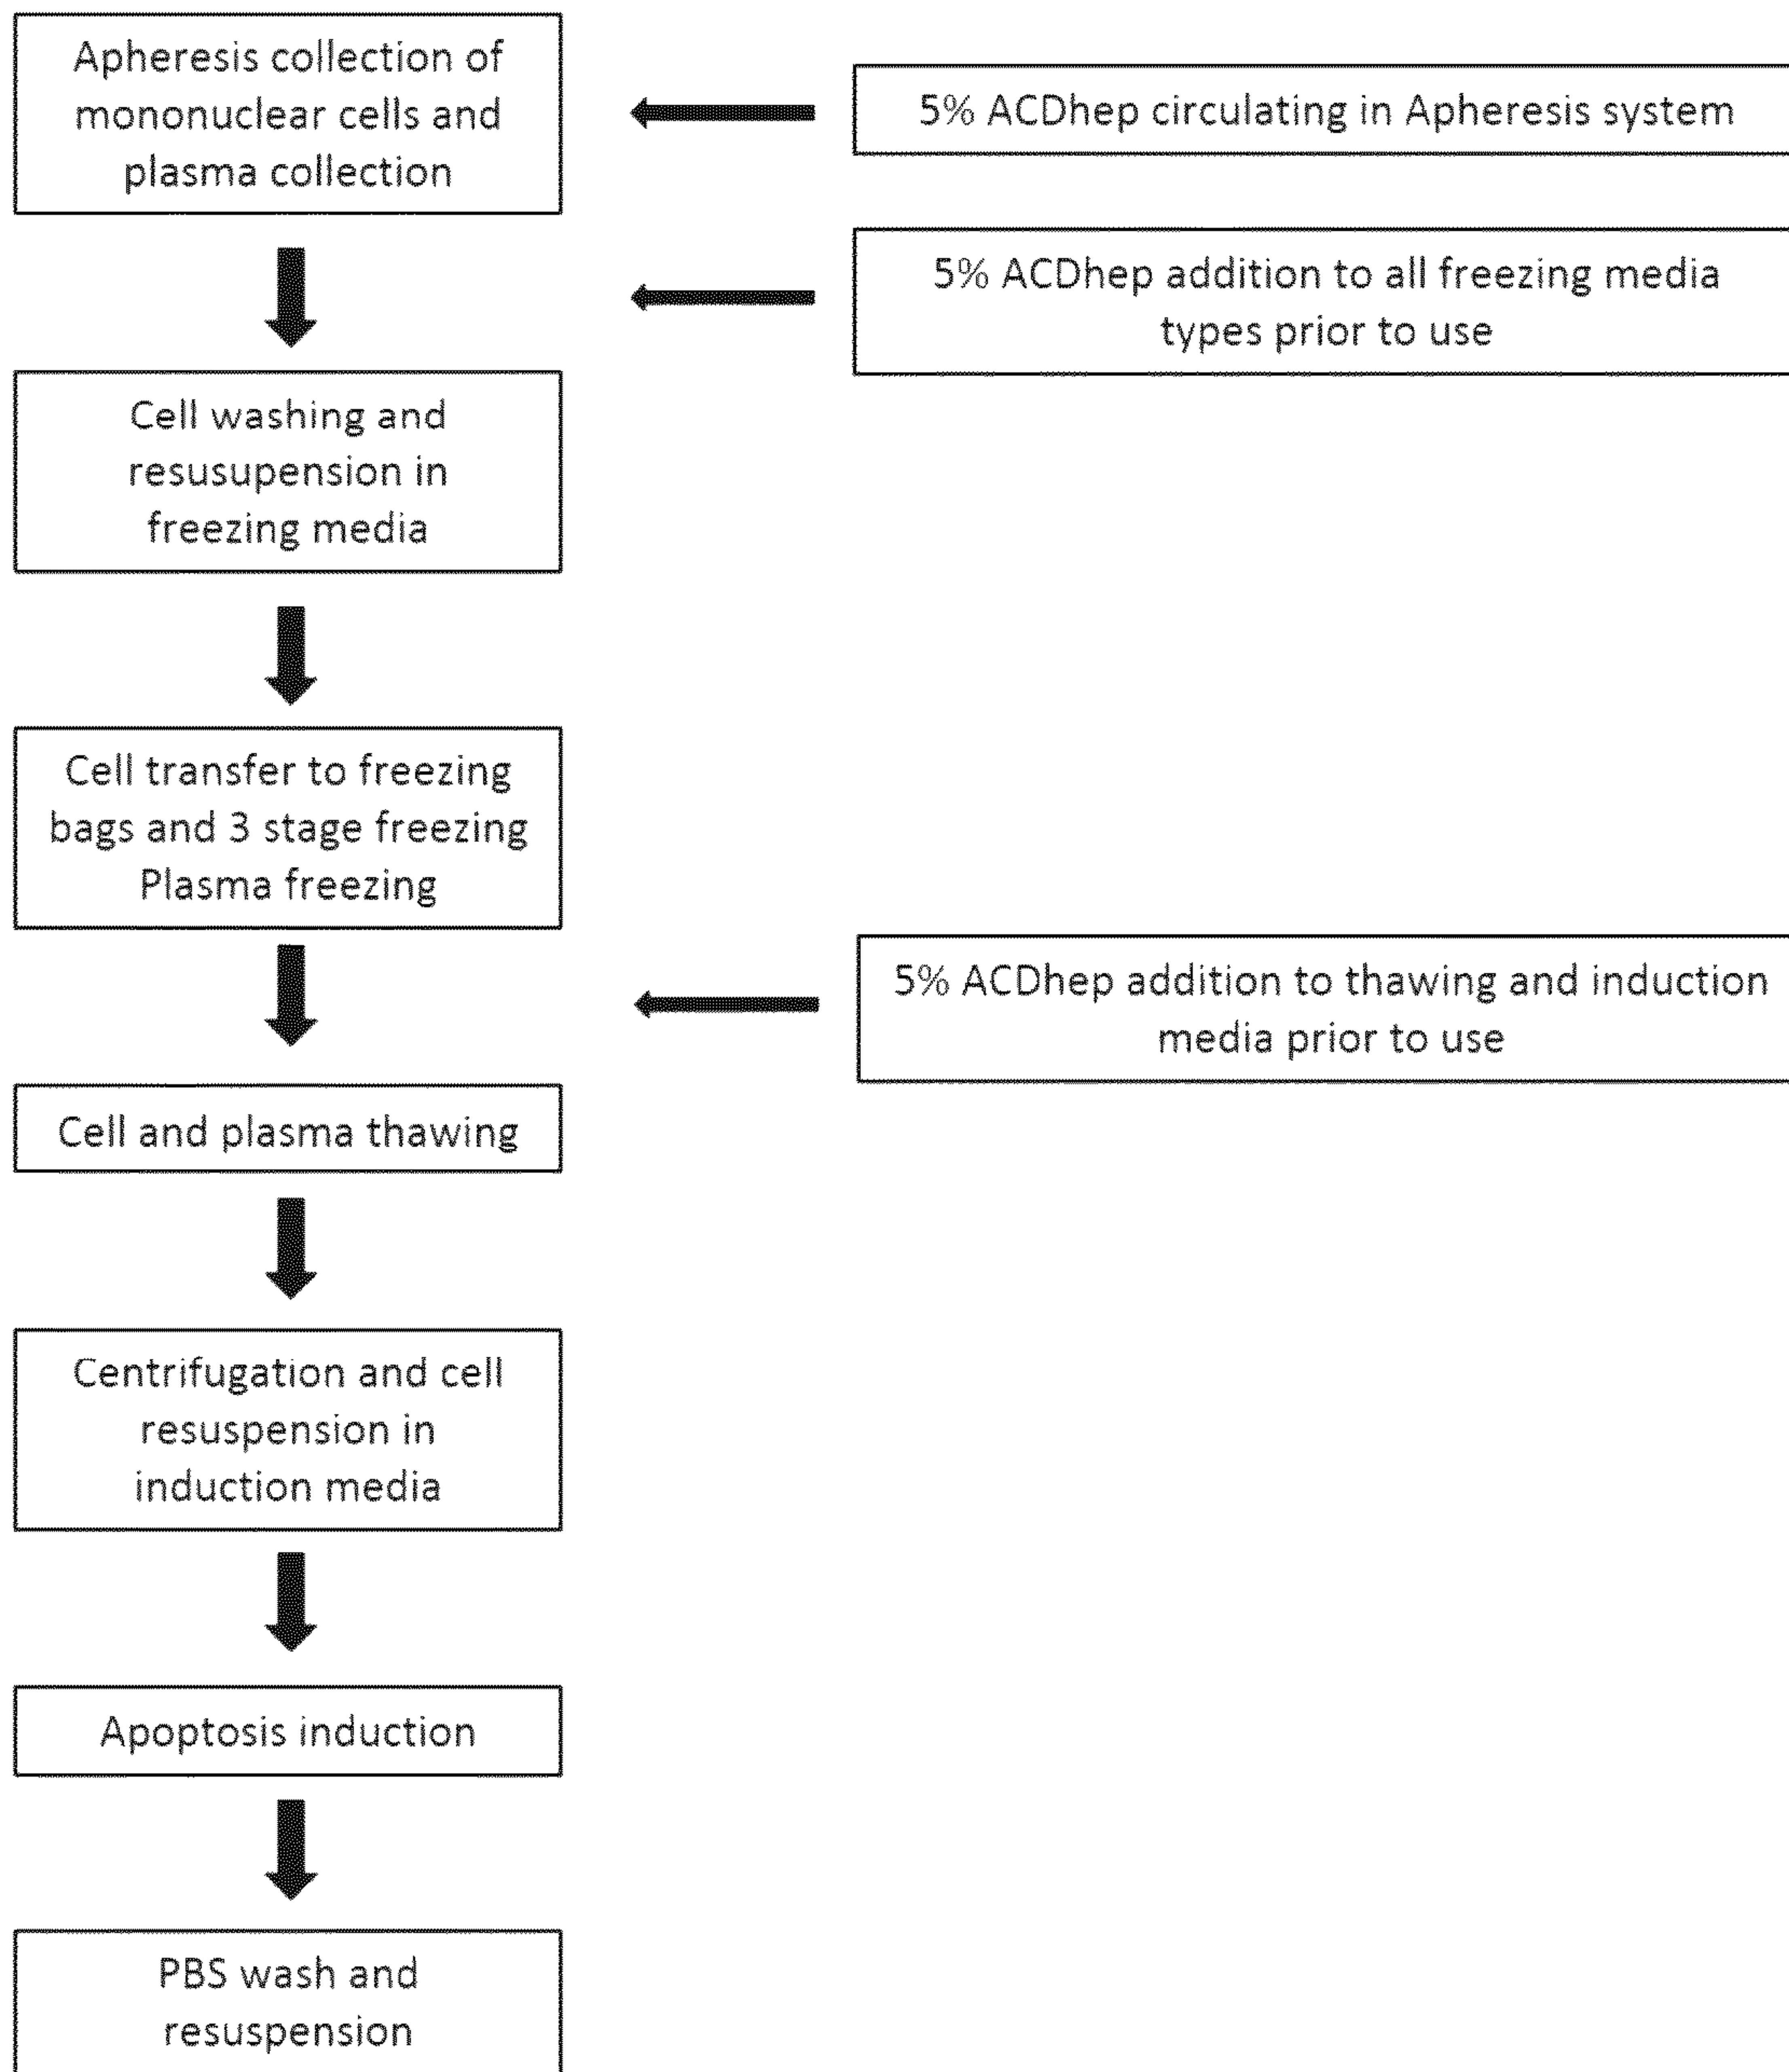 Apheresis collection of
mononuclear cells and
plasma collection
5% ACDhep circulating in Apheresis system
5% ACDhep addition to all freezing media
types prior to use
Cell washing and
resusupension in
freezing media
Cell transfer to freezing
bags and 3 stage freezing
Plasma freezing
5% ACDhep addition to thawing and induction
media prior to use
Cell and plasma thawing
Centrifugation and cell
resuspension in
induction media
Apoptosis induction
PBS wash and
resuspension